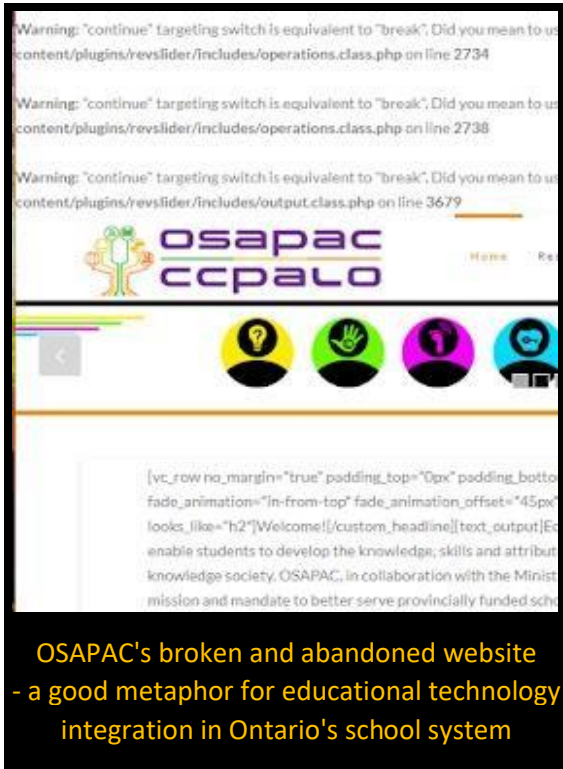 Warning: "continue" targeting switch is equivalent to "break". Did you mean to us
content/plugins/revslider/includes/operations.class.php on line 2734
Warning: "continue" targeting switch is equivalent to "break". Did you mean to us
content/plugins/revslider/includes/operations.class.php on line 2738
Warning: "continue" targeting switch is equivalent to "break". Did you mean to us
content/plugins/revslider/includes/output.class.php on line 3679
osapac
ccpalo
Home Res
[vc_row no_margin="true" padding_top="0px" padding_botto
fade_animation="in-from-top" fade_animation_offset="45px"
looks_like="h2"]Welcome![/custom_headline][text_output]Ec
enable students to develop the knowledge, skills and attribut
knowledge society. OSAPAC, in collaboration with the Minist
mission and mandate to better serve provincially funded scho
OSAPAC's broken and abandoned website
- a good metaphor for educational technology
integration in Ontario's school system